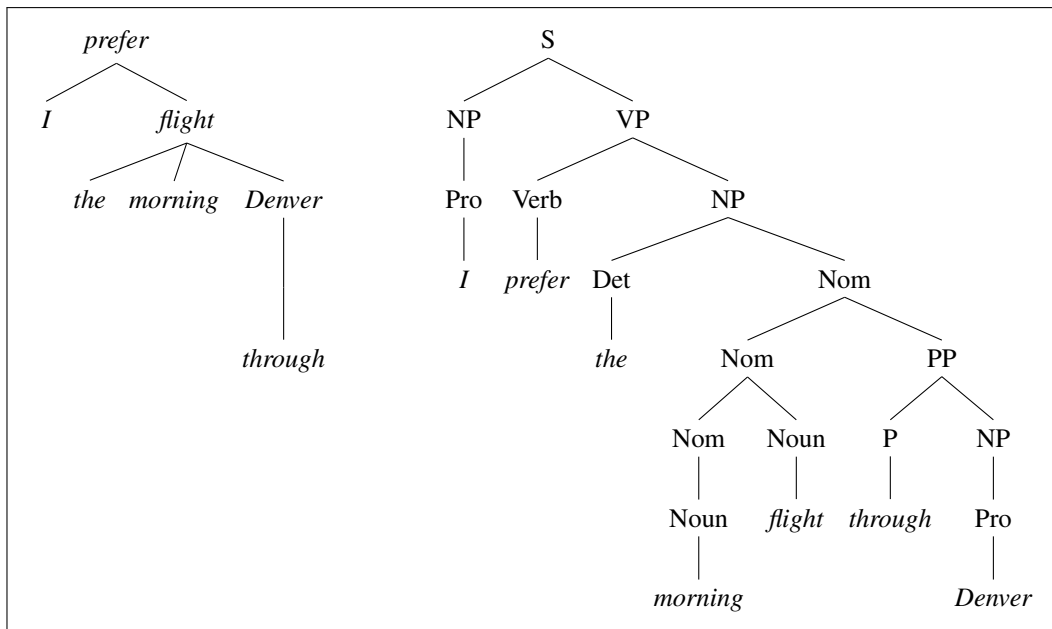 prefer S
I flight NP VP
the morning Denver Pro Verb NP
I prefer Det Nom
through the Nom PP
Nom Noun P NP
Noun flight through Pro
morning Denver